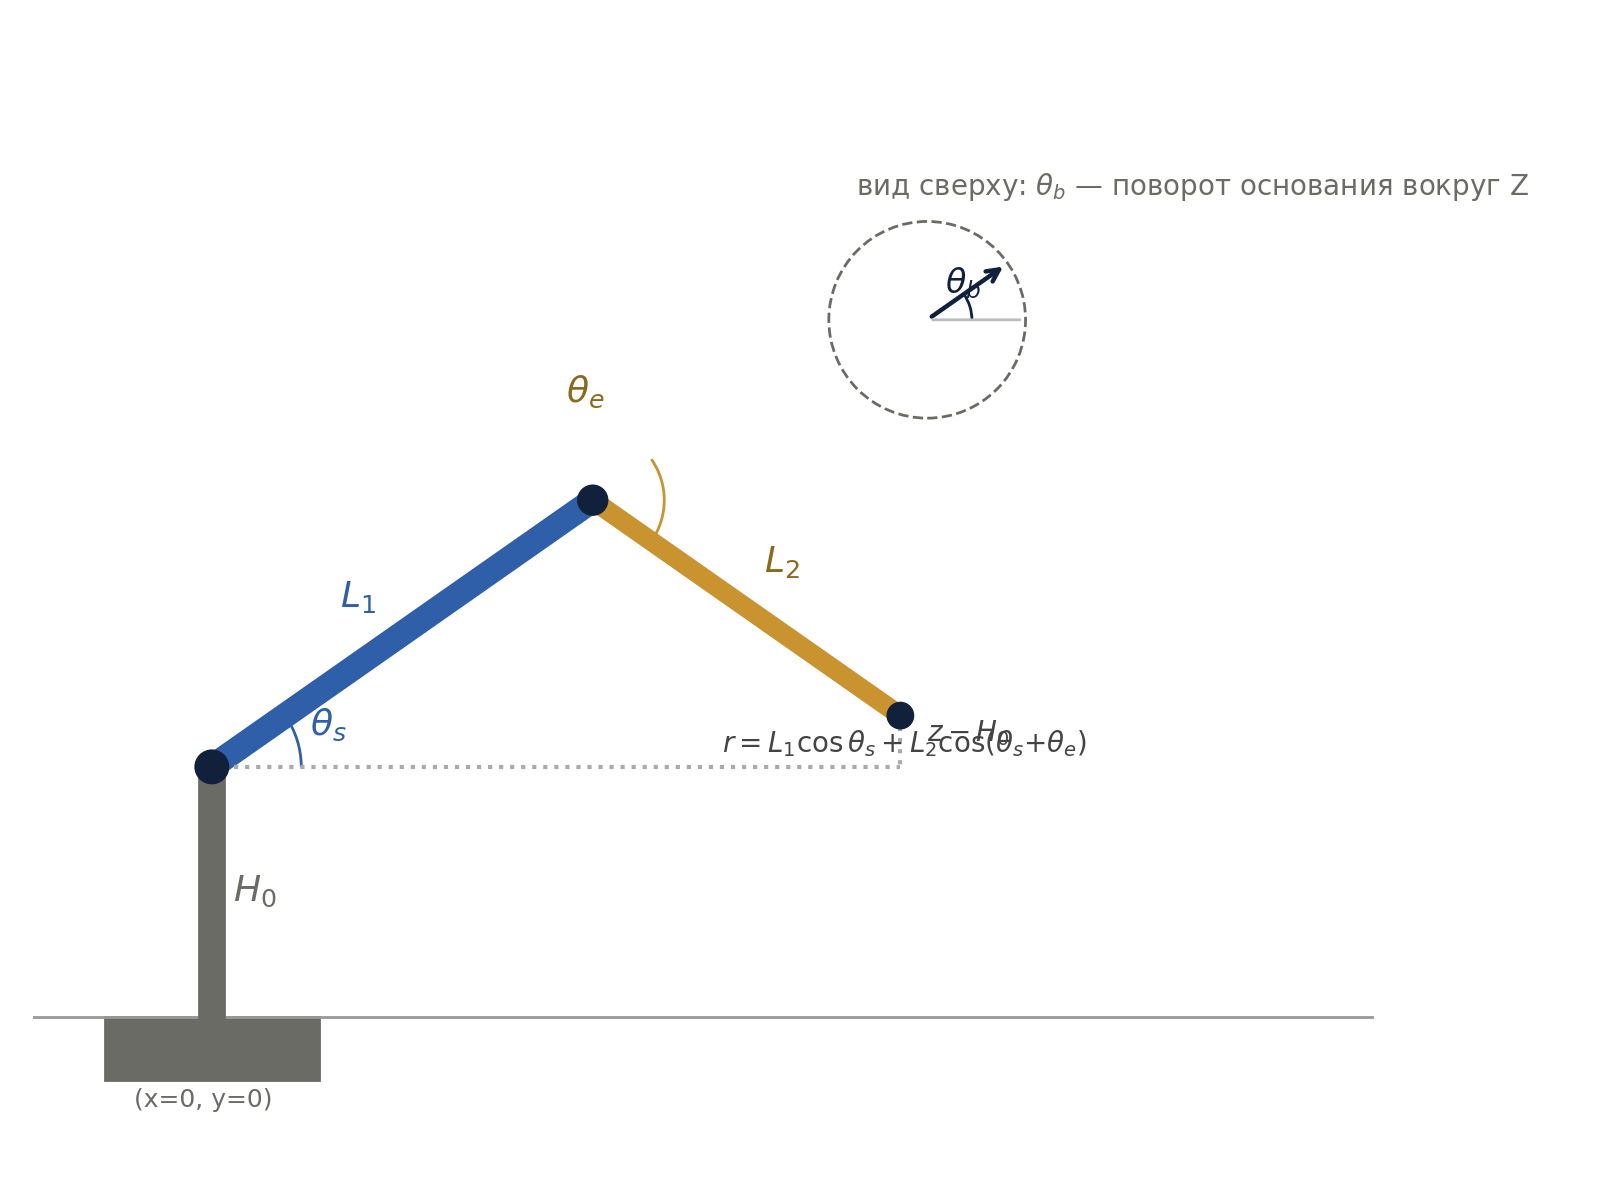 вид сверху: θ_b — поворот основания вокруг Z
θ_b
θ_e
L_2
L_1
θ_s
z − H_0
r = L_1 cos θ_s + L_2 cos(θ_s+θ_e)
H_0
(x=0, y=0)